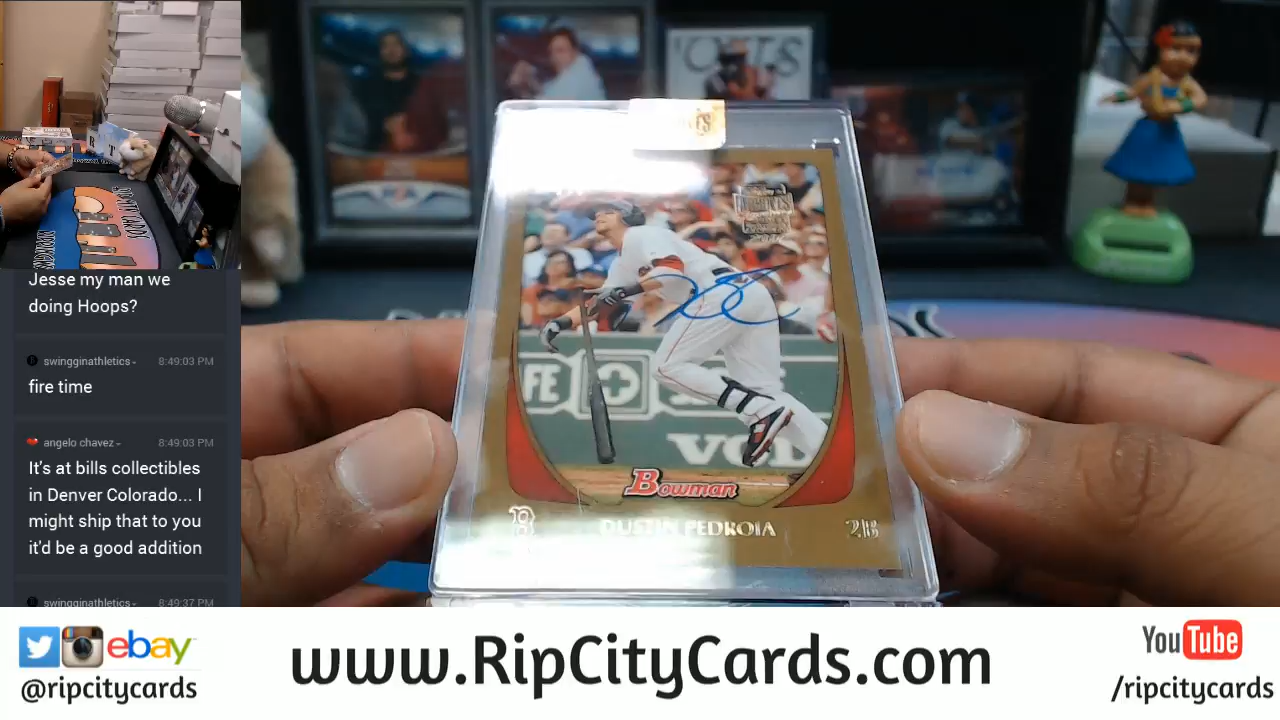 Jesse my man we
doing Hoops?
swingginathletics
8:49:03 PM
fire time
angelo chavez
8:49:03 PM
It's at bills collectibles
in Denver Colorado... I
might ship that to you
it'd be a good addition
swingginathletics
8:49:37 PM
FE
VOL
Bowman
B
DUSTIN PEDROIA
2B
ebay
@ripcitycards
www.RipCityCards.com
YouTube
/ripcitycards